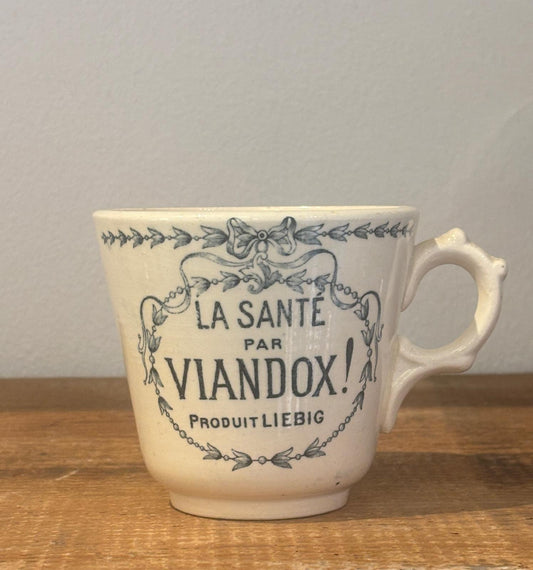 LA SANTÉ
PAR
VIANDOX!
PRODUIT LIEBIG